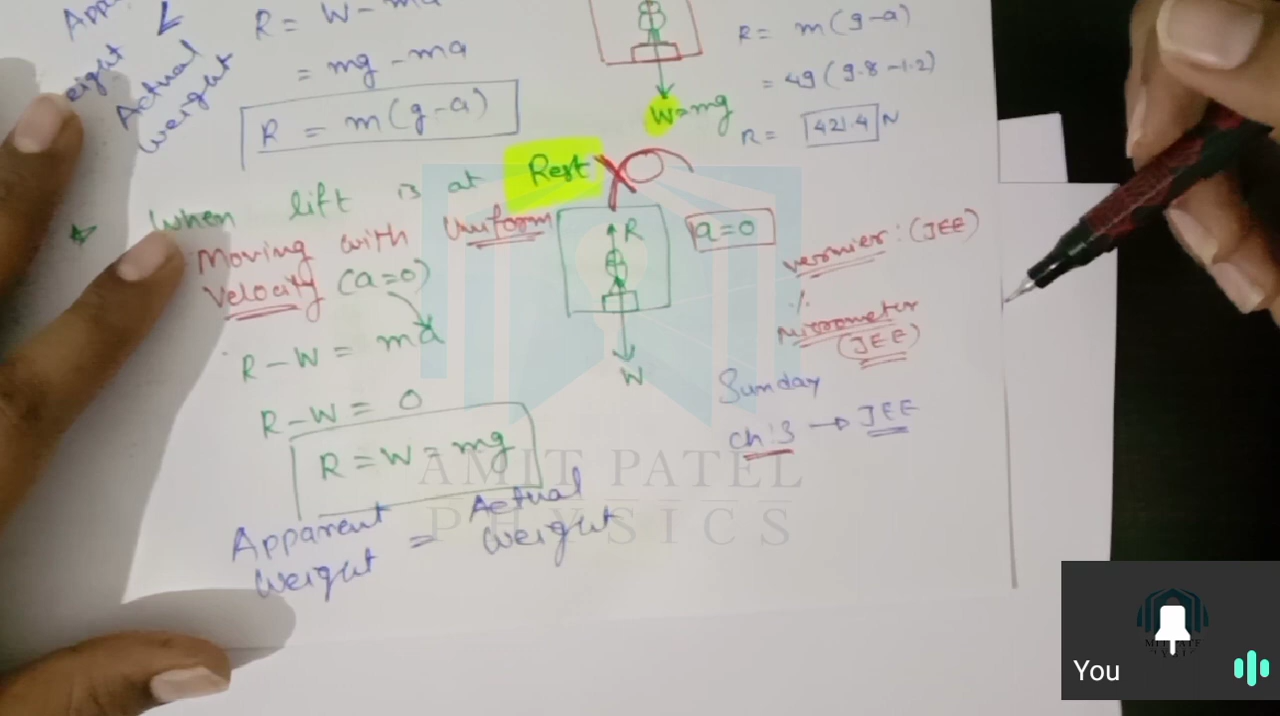 Weight <
Actual
weight
R = W - ma
= mg - ma
R = m(g-a)
W=mg
R = m(g-a)
= 49(9.8-1.2)
R = 421.4 N
When lift is at Rest
Moving with Uniform
Velocity (a=0)
R
a=0
W
R-W = ma
R-W = 0
R = W = mg
Apparent = Actual
weight weight
vernier: (JEE)
Micrometer
(JEE)
Sunday
ch:3 → JEE
AMIT PATEL
PHYSICS
You